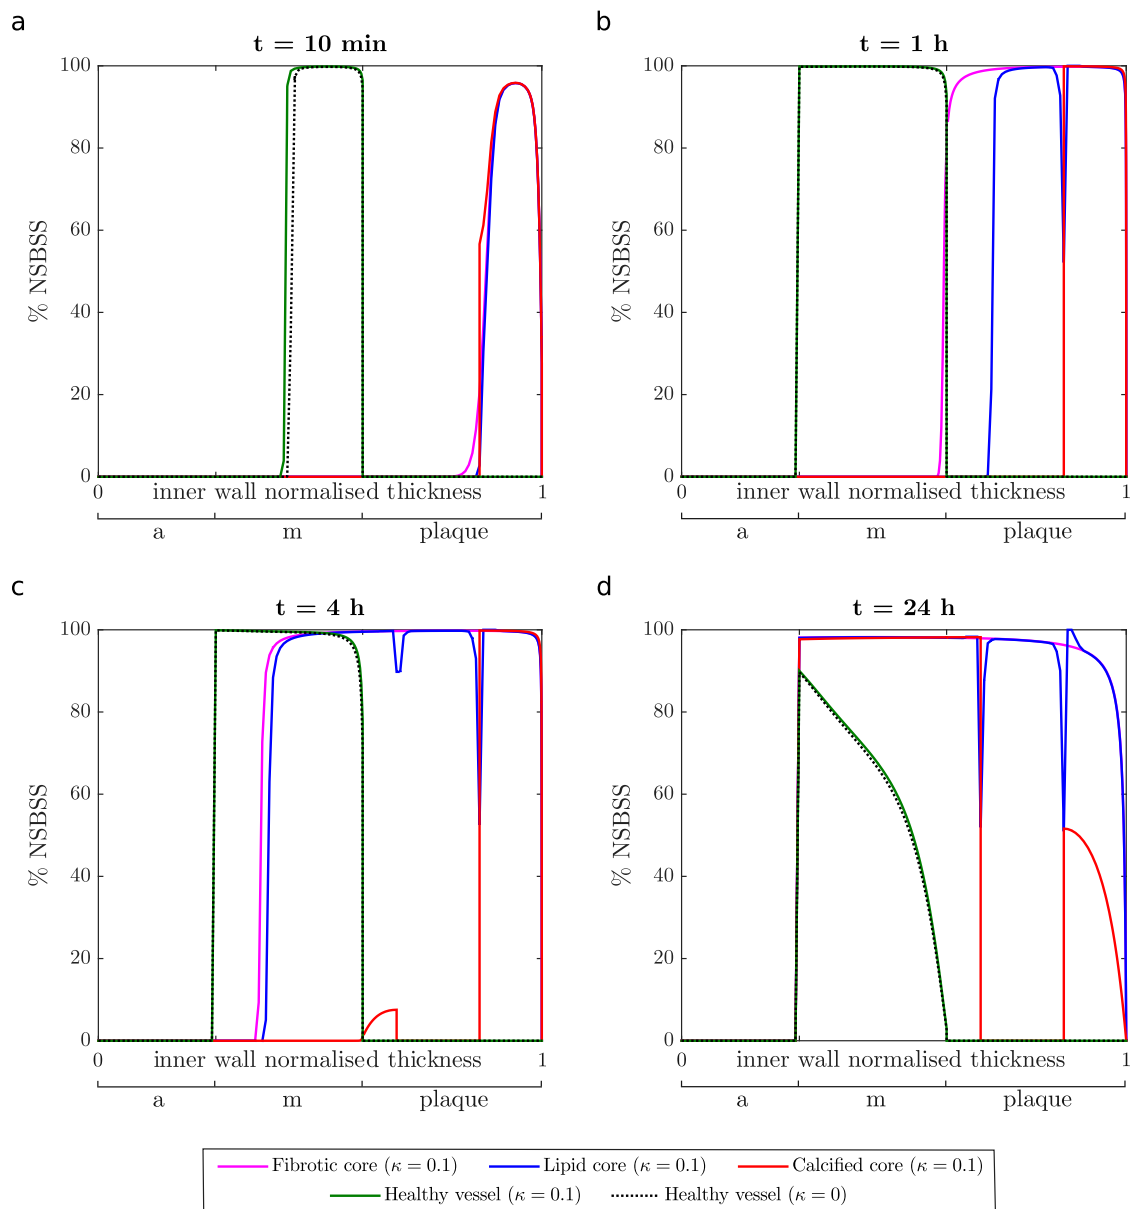 a
t = 10 min
100
80
60
40
20
0
% NSBSS
0 inner wall normalised thickness 1
a m plaque
b
t = 1 h
100
80
60
40
20
0
% NSBSS
0 inner wall normalised thickness 1
a m plaque
c
t = 4 h
100
80
60
40
20
0
% NSBSS
0 inner wall normalised thickness 1
a m plaque
d
t = 24 h
100
80
60
40
20
0
% NSBSS
0 inner wall normalised thickness 1
a m plaque
Fibrotic core (κ = 0.1) Lipid core (κ = 0.1) Calcified core (κ = 0.1)
Healthy vessel (κ = 0.1) Healthy vessel (κ = 0)